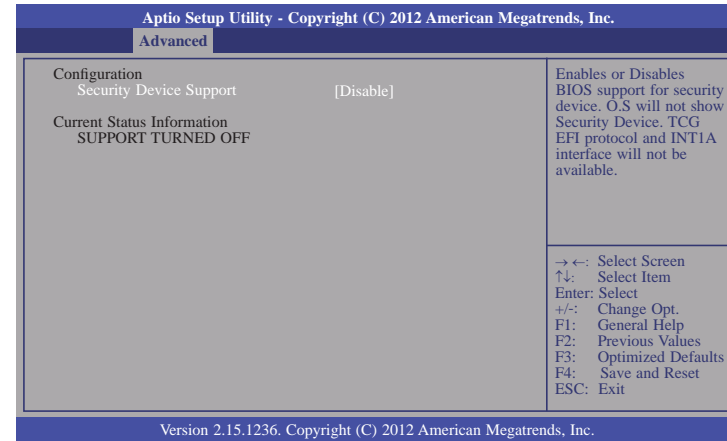 Aptio Setup Utility - Copyright (C) 2012 American Megatrends, Inc.
Advanced
Configuration
Security Device Support [Disable]
Current Status Information
SUPPORT TURNED OFF
Enables or Disables
BIOS support for security
device. O.S will not show
Security Device. TCG
EFI protocol and INT1A
interface will not be
available.
→ ←: Select Screen
↑↓: Select Item
Enter: Select
+/-: Change Opt.
F1: General Help
F2: Previous Values
F3: Optimized Defaults
F4: Save and Reset
ESC: Exit
Version 2.15.1236. Copyright (C) 2012 American Megatrends, Inc.